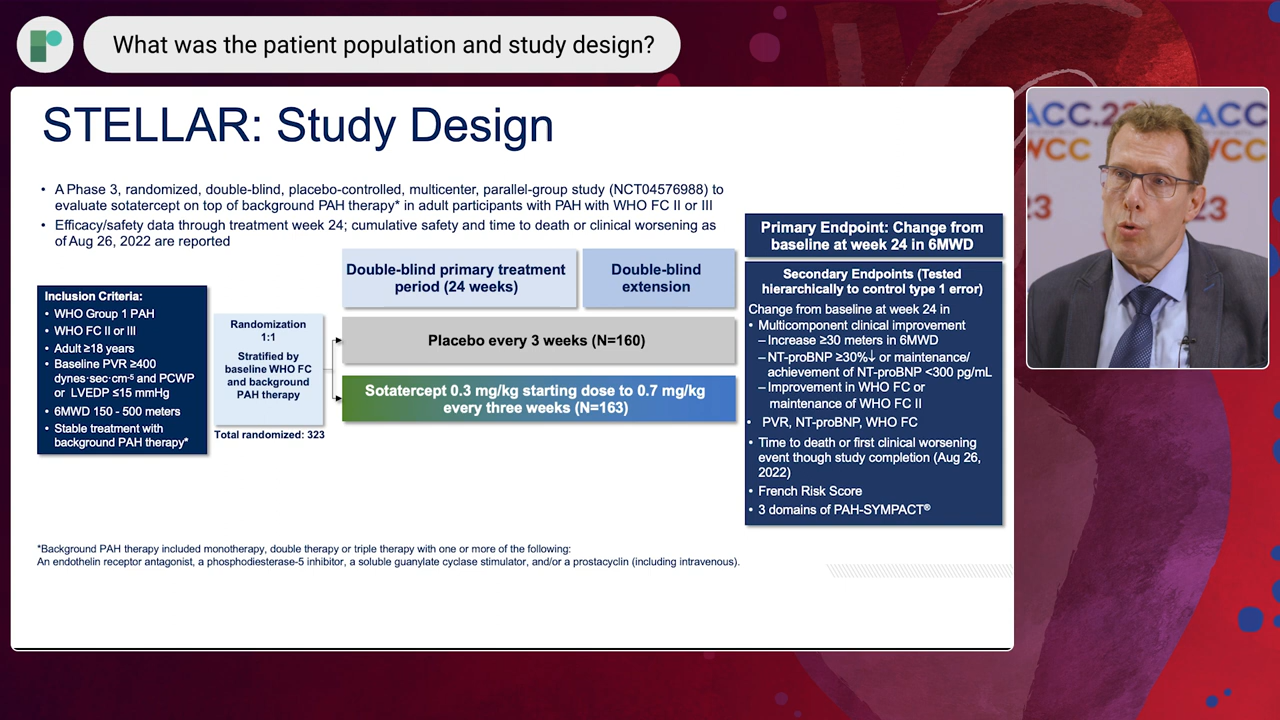 What was the patient population and study design?
STELLAR: Study Design
• A Phase 3, randomized, double-blind, placebo-controlled, multicenter, parallel-group study (NCT04576988) to
evaluate sotatercept on top of background PAH therapy* in adult participants with PAH with WHO FC II or III
• Efficacy/safety data through treatment week 24; cumulative safety and time to death or clinical worsening as
of Aug 26, 2022 are reported
Inclusion Criteria:
• WHO Group 1 PAH
• WHO FC II or III
• Adult ≥18 years
• Baseline PVR ≥400
dynes·sec·cm-5 and PCWP
or LVEDP ≤15 mmHg
• 6MWD 150 - 500 meters
• Stable treatment with
background PAH therapy*
Randomization
1:1
Stratified by
baseline WHO FC
and background
PAH therapy
Total randomized: 323
Double-blind primary treatment
period (24 weeks)
Double-blind
extension
Placebo every 3 weeks (N=160)
Sotatercept 0.3 mg/kg starting dose to 0.7 mg/kg
every three weeks (N=163)
Primary Endpoint: Change from
baseline at week 24 in 6MWD
Secondary Endpoints (Tested
hierarchically to control type 1 error)
Change from baseline at week 24 in
• Multicomponent clinical improvement
– Increase ≥30 meters in 6MWD
– NT-proBNP ≥30%↓ or maintenance/
achievement of NT-proBNP <300 pg/mL
– Improvement in WHO FC or
maintenance of WHO FC II
• PVR, NT-proBNP, WHO FC
• Time to death or first clinical worsening
event though study completion (Aug 26,
2022)
• French Risk Score
• 3 domains of PAH-SYMPACT®
*Background PAH therapy included monotherapy, double therapy or triple therapy with one or more of the following:
An endothelin receptor antagonist, a phosphodiesterase-5 inhibitor, a soluble guanylate cyclase stimulator, and/or a prostacyclin (including intravenous).
ACC.23
ACC
WCC
WCC
23